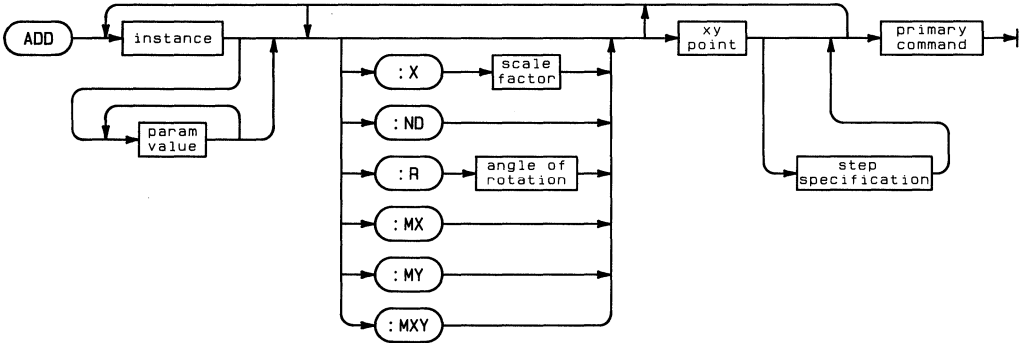 ADD
instance
param
value
:X
scale
factor
:ND
:R
angle of
rotation
:MX
:MY
:MXY
xy
point
step
specification
primary
command